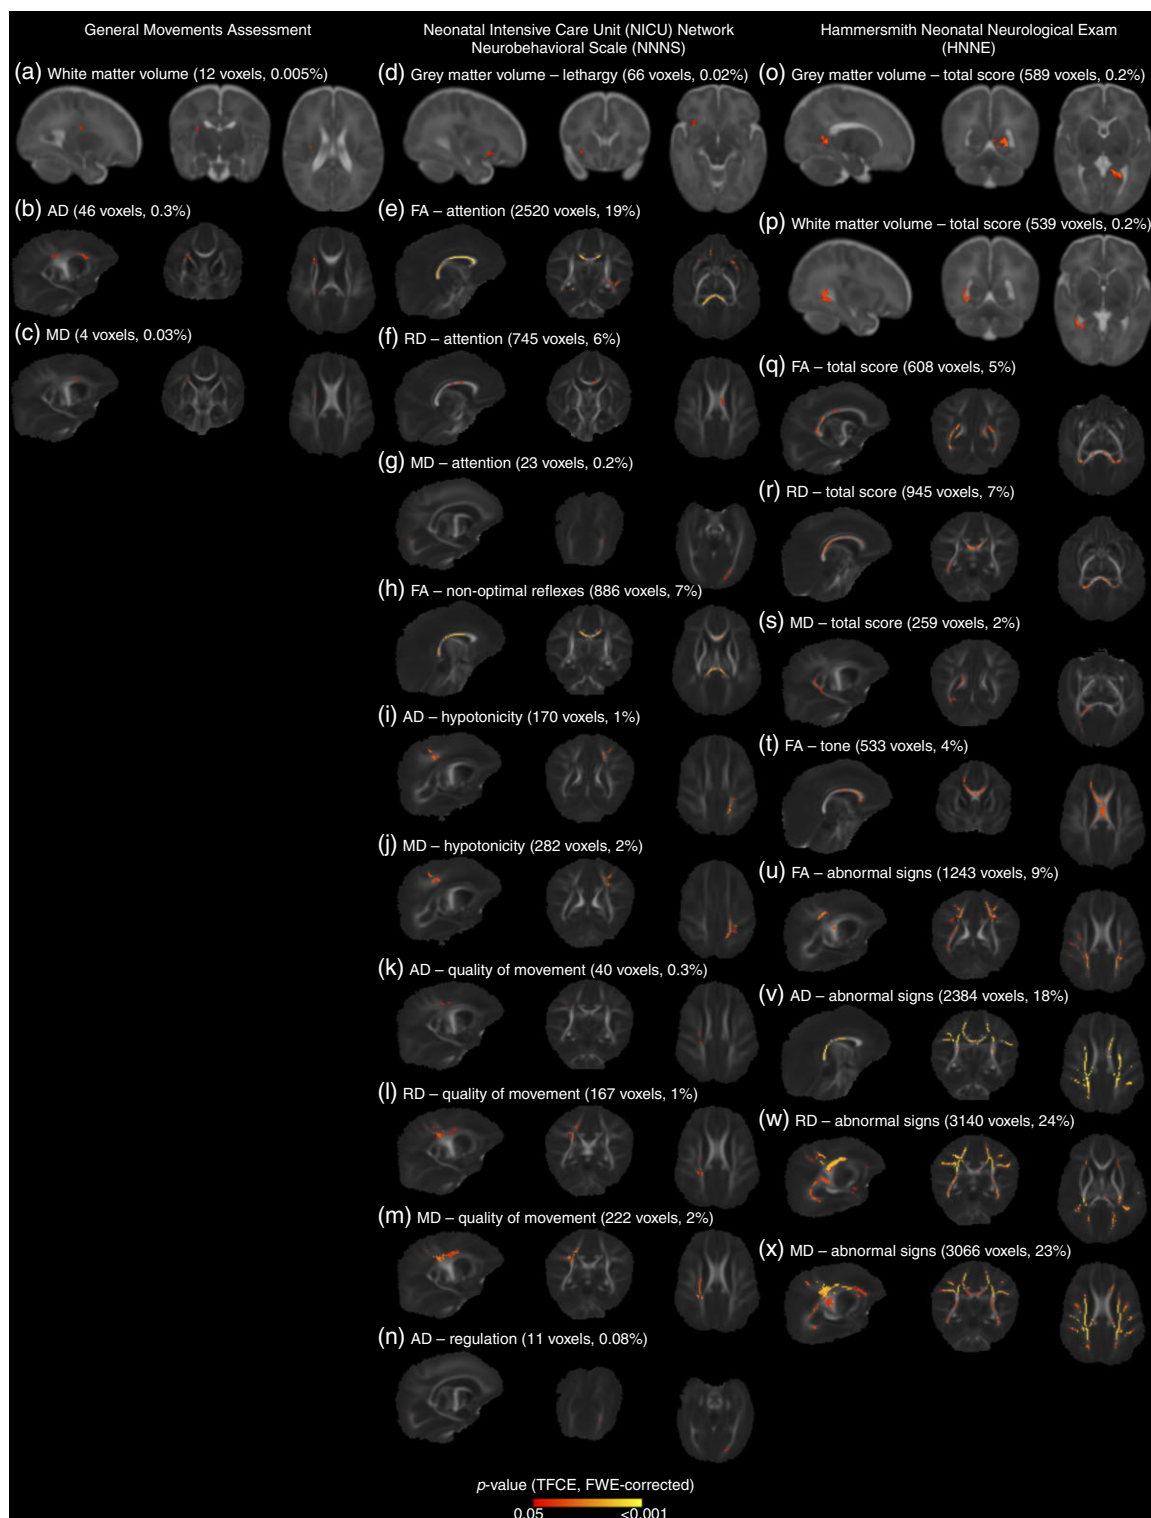 General Movements Assessment
(a) White matter volume (12 voxels, 0.005%)
(b) AD (46 voxels, 0.3%)
(c) MD (4 voxels, 0.03%)
Neonatal Intensive Care Unit (NICU) Network
Neurobehavioral Scale (NNNS)
(d) Grey matter volume – lethargy (66 voxels, 0.02%)
(e) FA – attention (2520 voxels, 19%)
(f) RD – attention (745 voxels, 6%)
(g) MD – attention (23 voxels, 0.2%)
(h) FA – non-optimal reflexes (886 voxels, 7%)
(i) AD – hypotonicity (170 voxels, 1%)
(j) MD – hypotonicity (282 voxels, 2%)
(k) AD – quality of movement (40 voxels, 0.3%)
(l) RD – quality of movement (167 voxels, 1%)
(m) MD – quality of movement (222 voxels, 2%)
(n) AD – regulation (11 voxels, 0.08%)
Hammersmith Neonatal Neurological Exam
(HNNE)
(o) Grey matter volume – total score (589 voxels, 0.2%)
(p) White matter volume – total score (539 voxels, 0.2%)
(q) FA – total score (608 voxels, 5%)
(r) RD – total score (945 voxels, 7%)
(s) MD – total score (259 voxels, 2%)
(t) FA – tone (533 voxels, 4%)
(u) FA – abnormal signs (1243 voxels, 9%)
(v) AD – abnormal signs (2384 voxels, 18%)
(w) RD – abnormal signs (3140 voxels, 24%)
(x) MD – abnormal signs (3066 voxels, 23%)
p-value (TFCE, FWE-corrected)
0.05 <0.001